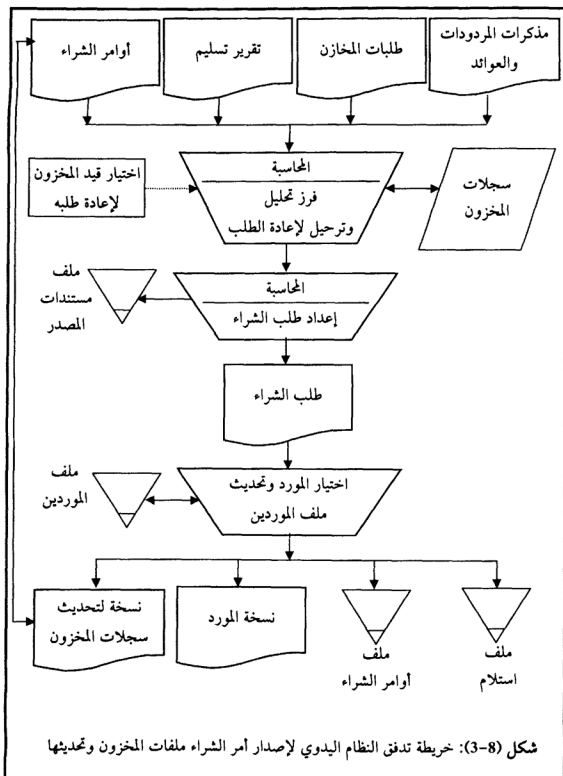 أوامر الشراء
تقرير تسليم
طلبات المخازن
مذكرات المردودات
والعوائد
المحاسبة
فرز تحليل
وترحيل لإعادة الطلب
اختيار قيد المخزون
لإعادة طلبه
سجلات
المخزون
المحاسبة
إعداد طلب الشراء
ملف
مستندات
المصدر
طلب الشراء
اختيار المورد وتحديث
ملف الموردين
ملف
الموردين
نسخة لتحديث
سجلات المخزون
نسخة المورد
ملف
أوامر الشراء
ملف
استلام
شكل (8-3): خريطة تدفق النظام اليدوي لإصدار أمر الشراء ملفات المخزون وتحديثها